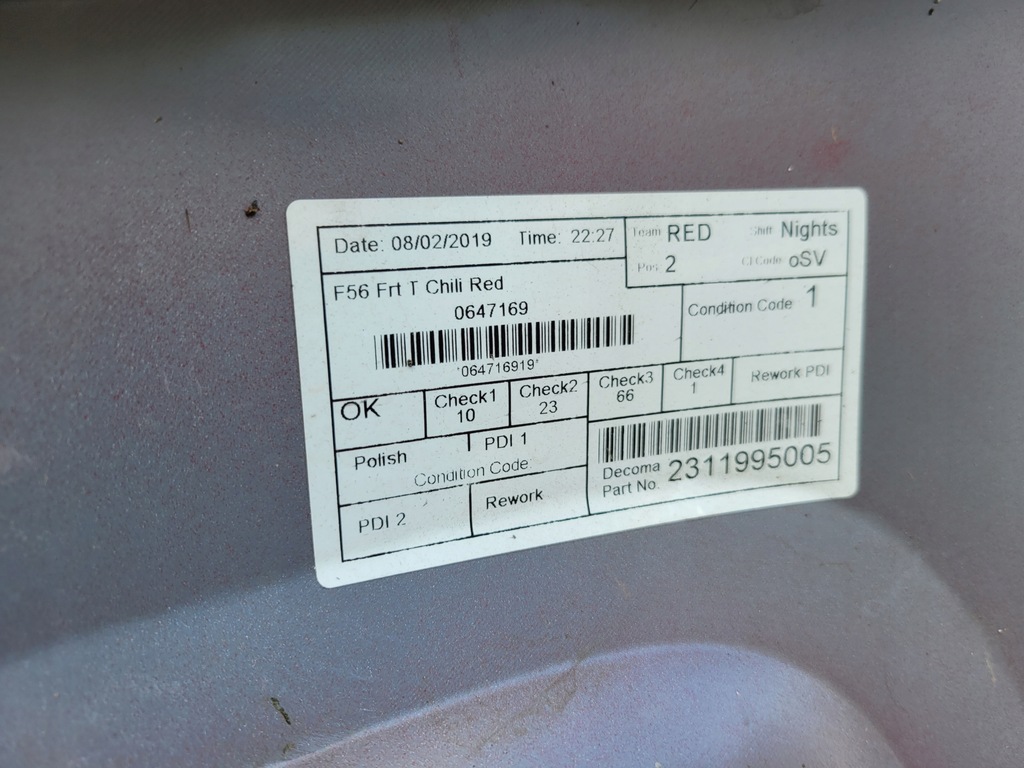 Date: 08/02/2019 Time: 22:27
Team RED Shift Nights
Pos 2 CI Code oSV
F56 Frt T Chili Red
0647169
*064716919*
Condition Code 1
OK
Check1
10
Check2
23
Check3
66
Check4
1
Rework PDI
Polish
PDI 1
Condition Code
PDI 2
Rework
Decoma
Part No. 2311995005